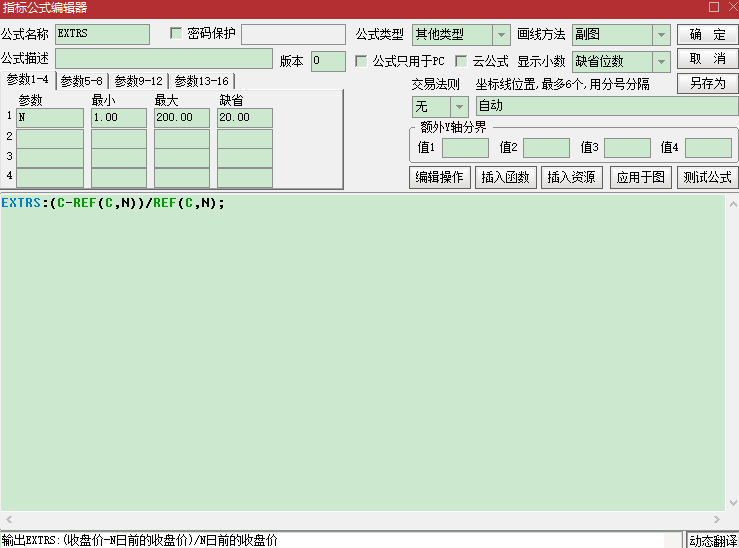 指标公式编辑器
公式名称 EXTRS 密码保护 公式类型 其他类型 画线方法 副图 确 定
公式描述 版本 0 公式只用于PC 云公式 显示小数 缺省位数 取 消
参数1-4 参数5-8 参数9-12 参数13-16 交易法则 坐标线位置,最多6个,用分号分隔 另存为
参数 最小 最大 缺省 无 自动
1 N 1.00 200.00 20.00
额外Y轴分界
2 值1 值2 值3 值4
3
4 编辑操作 插入函数 插入资源 应用于图 测试公式
EXTRS:(C-REF(C,N))/REF(C,N);
输出EXTRS:(收盘价-N日前的收盘价)/N日前的收盘价 动态翻译